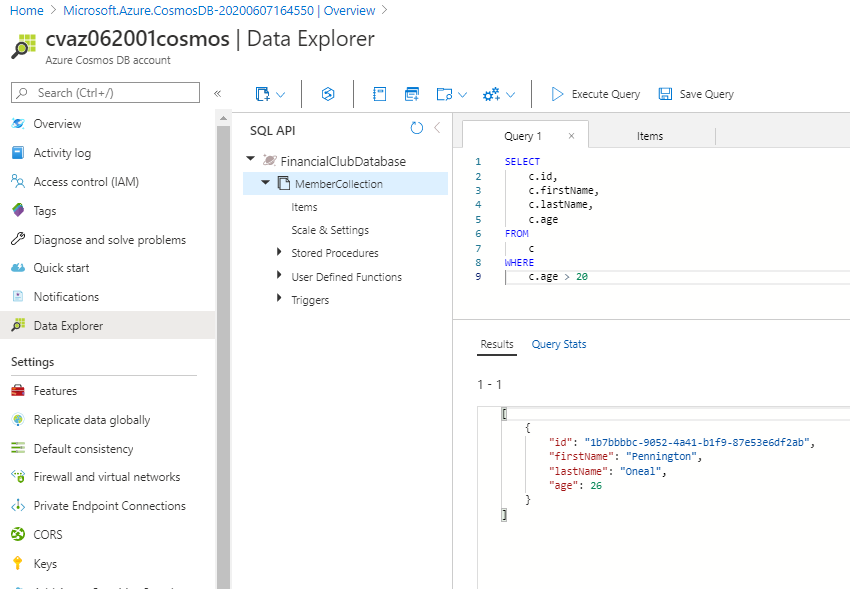 Home > Microsoft.Azure.CosmosDB-20200607164550 | Overview >
cvaz062001cosmos | Data Explorer
Azure Cosmos DB account
Search (Ctrl+/)
«
Overview
Activity log
Access control (IAM)
Tags
Diagnose and solve problems
Quick start
Notifications
Data Explorer
Settings
Features
Replicate data globally
Default consistency
Firewall and virtual networks
Private Endpoint Connections
CORS
Keys
Execute Query
Save Query
SQL API
FinancialClubDatabase
MemberCollection
Items
Scale & Settings
Stored Procedures
User Defined Functions
Triggers
Query 1 ×
Items
1 SELECT
2 c.id,
3 c.firstName,
4 c.lastName,
5 c.age
6 FROM
7 c
8 WHERE
9 c.age > 20
Results
Query Stats
1 - 1
[
{
"id": "1b7bbbbc-9052-4a41-b1f9-87e53e6df2ab",
"firstName": "Pennington",
"lastName": "Oneal",
"age": 26
}
]